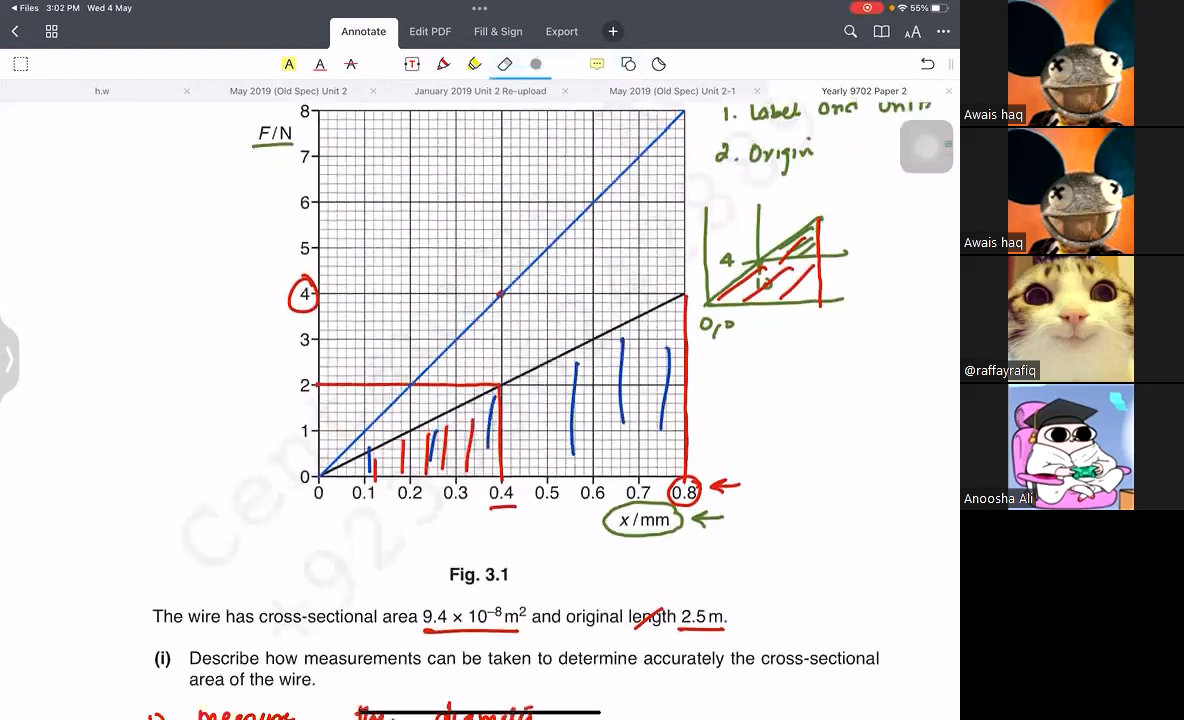 Files 3:02 PM Wed 4 May
55%
Annotate Edit PDF Fill & Sign Export
AA
A A A T
h.w
May 2019 (Old Spec) Unit 2
January 2019 Unit 2 Re-upload
May 2019 (Old Spec) Unit 2-1
Yearly 9702 Paper 2
1. Label and units
2. Origin
F/N
8
7
6
5
4
3
2
1
0
0 0.1 0.2 0.3 0.4 0.5 0.6 0.7 0.8
x/mm
4
0,0
Fig. 3.1
The wire has cross-sectional area 9.4 × 10⁻⁸ m² and original length 2.5 m.
(i) Describe how measurements can be taken to determine accurately the cross-sectional
area of the wire.
Awais haq
Awais haq
@raffayrafiq
Anoosha Ali